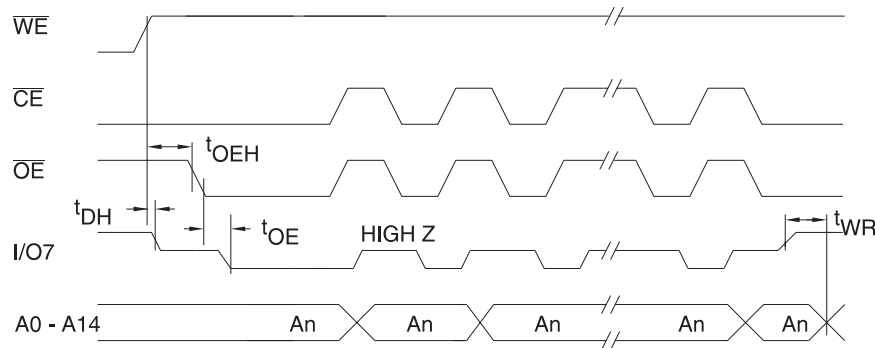 WE
CE
tOEH
OE
tDH
tOE
HIGH Z
tWR
I/O7
A0 - A14 An An An An An